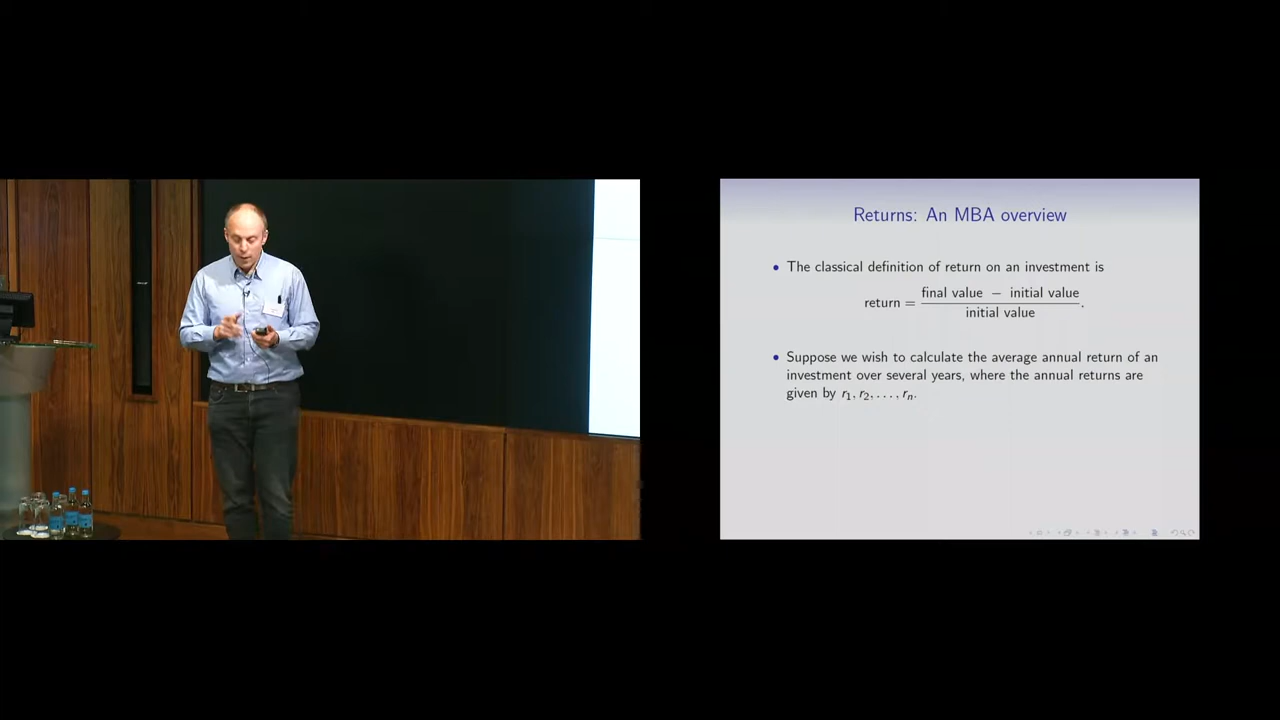 Returns: An MBA overview
• The classical definition of return on an investment is
return = final value − initial value / initial value .
• Suppose we wish to calculate the average annual return of an
investment over several years, where the annual returns are
given by r₁, r₂, . . . , rₙ.